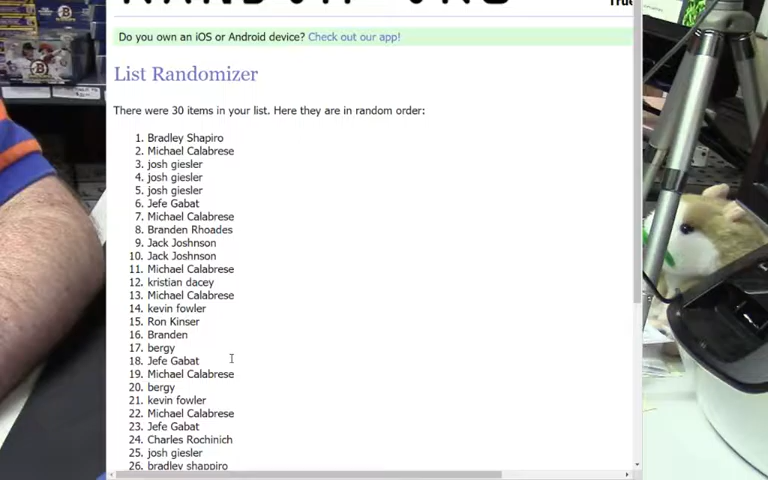 Do you own an iOS or Android device? Check out our app!
List Randomizer
There were 30 items in your list. Here they are in random order:
1. Bradley Shapiro
2. Michael Calabrese
3. josh giesler
4. josh giesler
5. josh giesler
6. Jefe Gabat
7. Michael Calabrese
8. Branden Rhoades
9. Jack Joshnson
10. Jack Joshnson
11. Michael Calabrese
12. kristian dacey
13. Michael Calabrese
14. kevin fowler
15. Ron Kinser
16. Branden
17. bergy
18. Jefe Gabat
19. Michael Calabrese
20. bergy
21. kevin fowler
22. Michael Calabrese
23. Jefe Gabat
24. Charles Rochinich
25. josh giesler
26. bradley shappiro